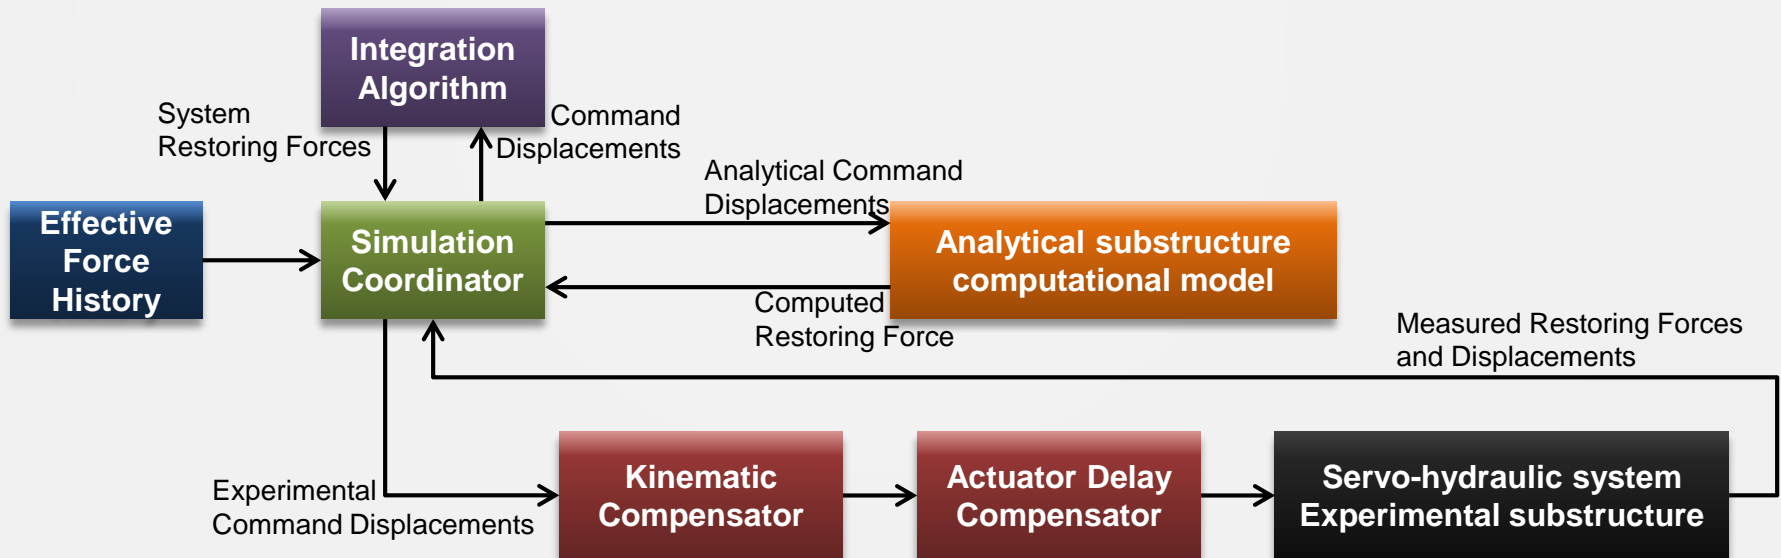 Integration
Algorithm
System
Restoring Forces
Command
Displacements
Analytical Command
Displacements
Effective
Force
History
Simulation
Coordinator
Analytical substructure
computational model
Computed
Restoring Force
Measured Restoring Forces
and Displacements
Experimental
Command Displacements
Kinematic
Compensator
Actuator Delay
Compensator
Servo-hydraulic system
Experimental substructure